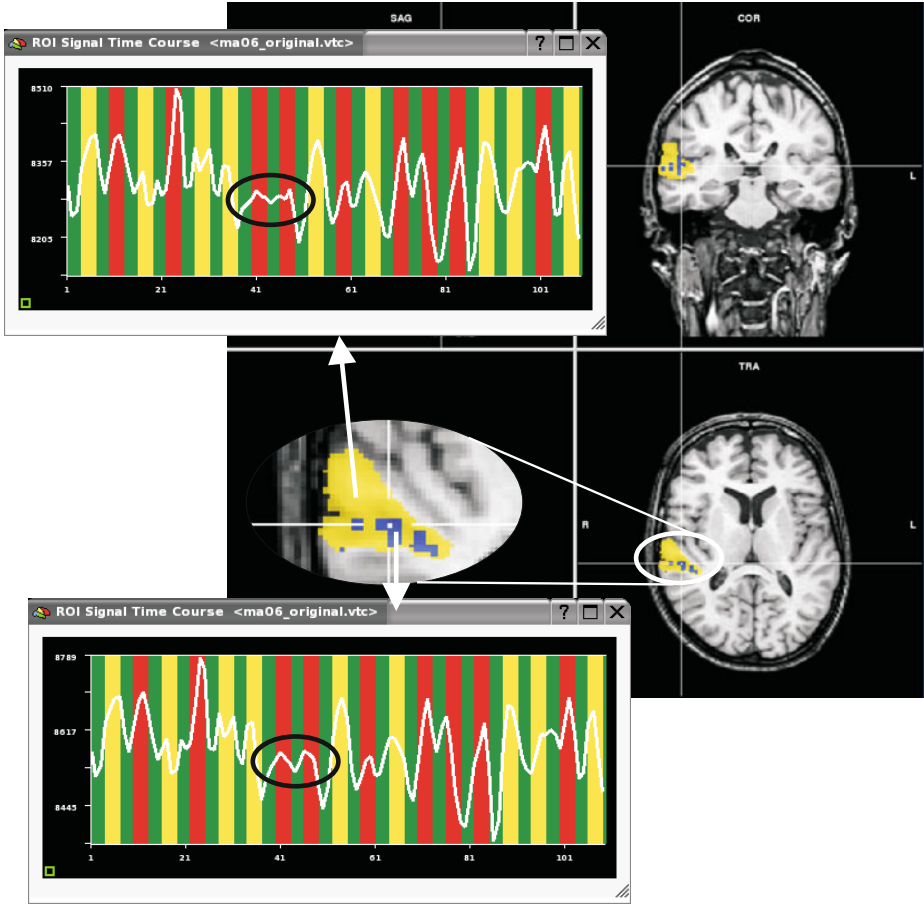 SAG
COR
ROI Signal Time Course <ma06_original.vtc>
?
8510
8357
8205
1 21 41 61 81 101
L
TRA
R
L
ROI Signal Time Course <ma06_original.vtc>
?
8789
8617
8445
1 21 41 61 81 101